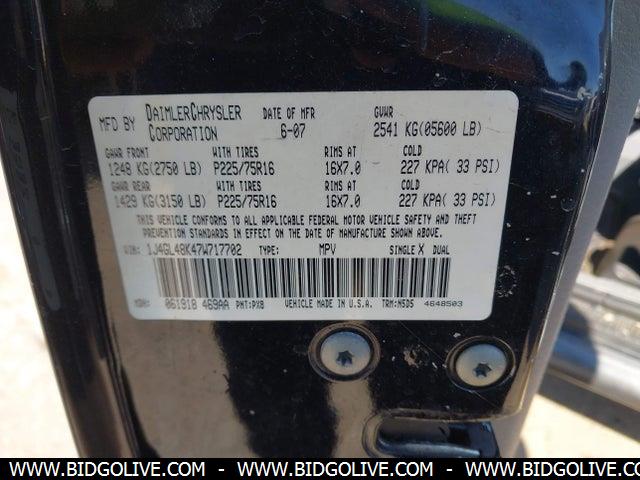 MFD BY DAIMLERCHRYSLER CORPORATION
DATE OF MFR 6-07
GVWR 2541 KG(05600 LB)
GAWR FRONT WITH TIRES RIMS AT COLD
1248 KG(2750 LB) P225/75R16 16X7.0 227 KPA( 33 PSI)
GAWR REAR WITH TIRES RIMS AT COLD
1429 KG(3150 LB) P225/75R16 16X7.0 227 KPA( 33 PSI)
THIS VEHICLE CONFORMS TO ALL APPLICABLE FEDERAL MOTOR VEHICLE SAFETY AND THEFT
PREVENTION STANDARDS IN EFFECT ON THE DATE OF MANUFACTURE SHOWN ABOVE.
VIN: 1J4GL48K47W717702 TYPE: MPV SINGLE X DUAL
MDH: 061918 469AA PNT:PXB VEHICLE MADE IN U.S.A. TRM:N5D5 4648503
WWW.BIDGOLIVE.COM - WWW.BIDGOLIVE.COM - WWW.BIDGOLIVE.COM